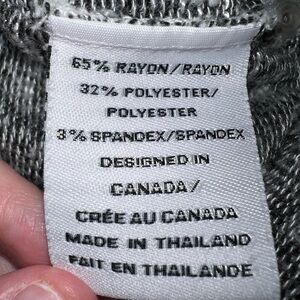 65% RAYON/RAYON
32% POLYESTER/
POLYESTER
3% SPANDEX/SPANDEX
DESIGNED IN
CANADA/
CRÉE AU CANADA
MADE IN THAILAND
FAIT EN THAILANDE